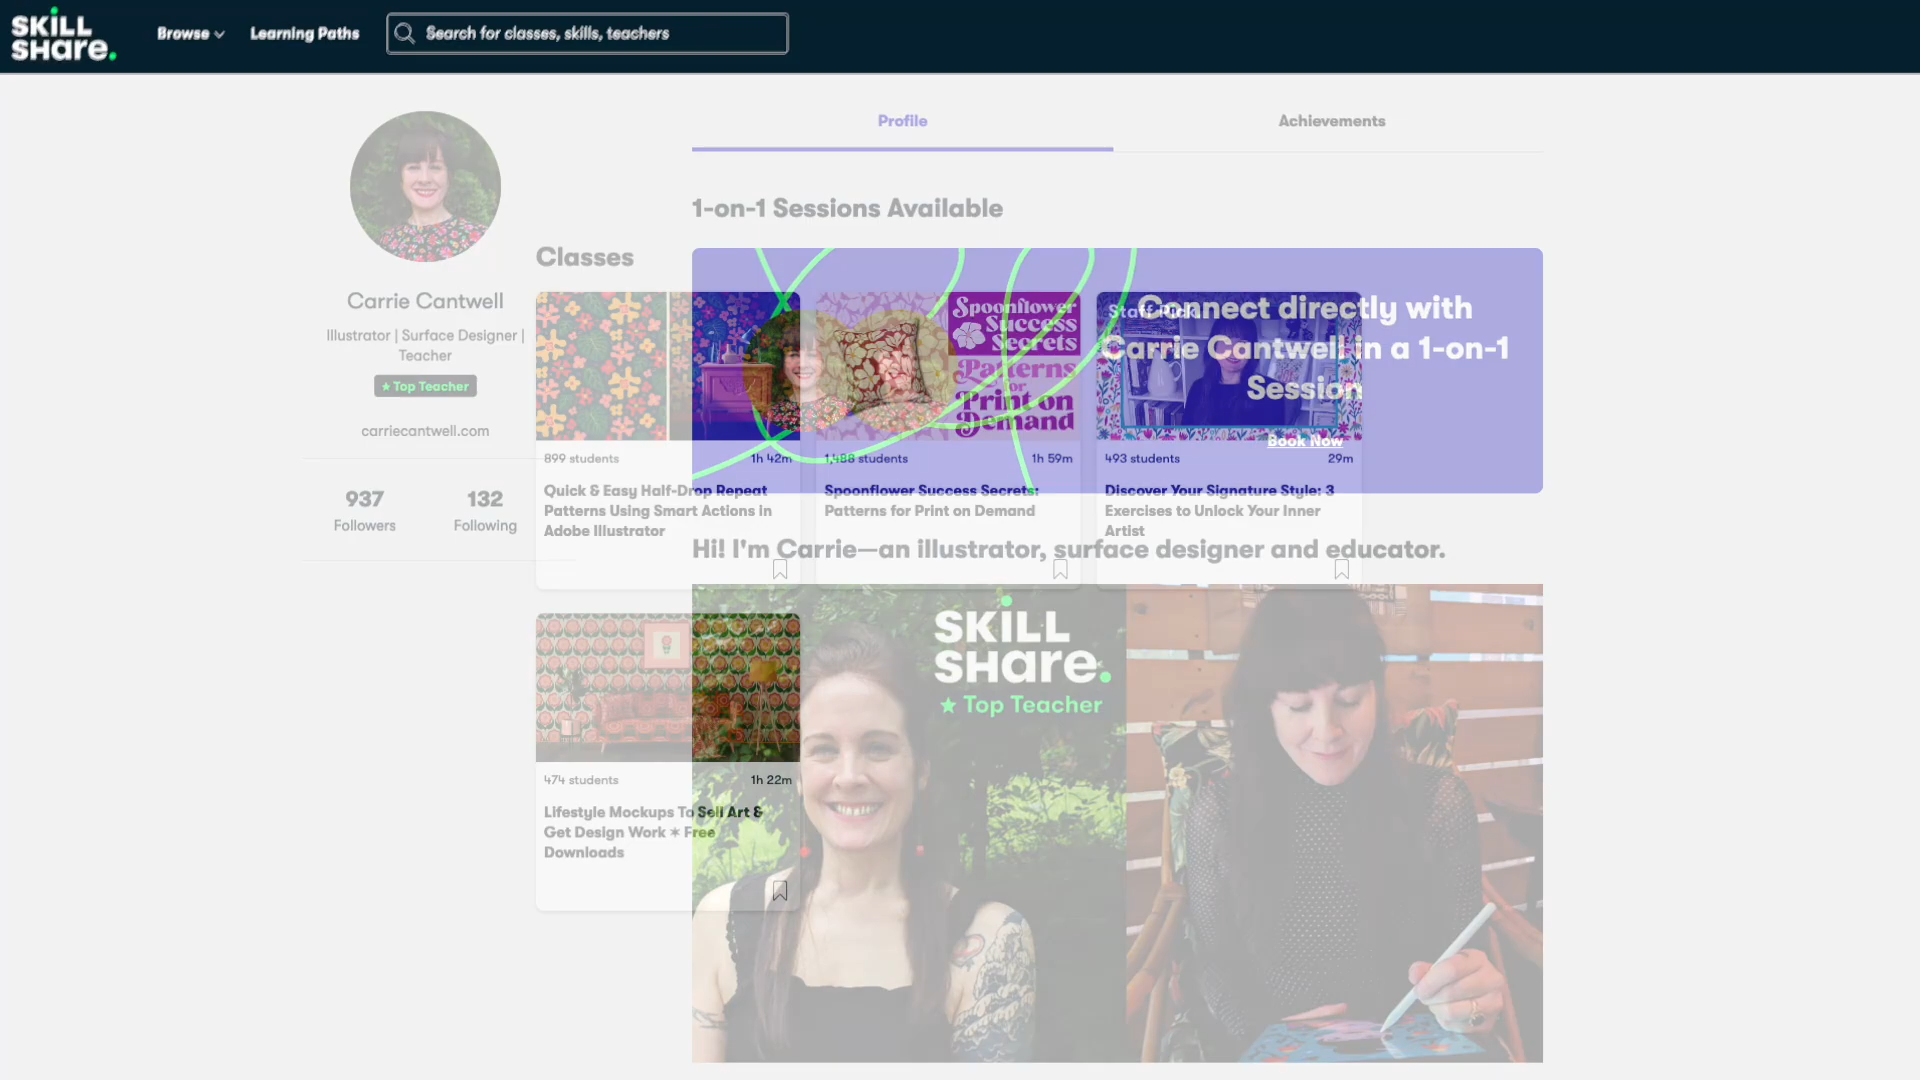 SKILL
SHare.
Browse
Learning Paths
Search for classes, skills, teachers
Profile
Achievements
Carrie Cantwell
Illustrator | Surface Designer |
Teacher
★ Top Teacher
carriecantwell.com
937
Followers
132
Following
1-on-1 Sessions Available
Connect directly with
Carrie Cantwell in a 1-on-1
Session
Book Now
Classes
Spoonflower
Success
Secrets
Patterns
for
Print on
Demand
Staff Pick
899 students
1h 42m
Quick & Easy Half-Drop Repeat
Patterns Using Smart Actions in
Adobe Illustrator
1,488 students
1h 59m
Spoonflower Success Secrets:
Patterns for Print on Demand
493 students
29m
Discover Your Signature Style: 3
Exercises to Unlock Your Inner
Artist
Hi! I'm Carrie—an illustrator, surface designer and educator.
474 students
1h 22m
Lifestyle Mockups To Sell Art &
Get Design Work ✶ Free
Downloads
SKILL
SHare.
★ Top Teacher